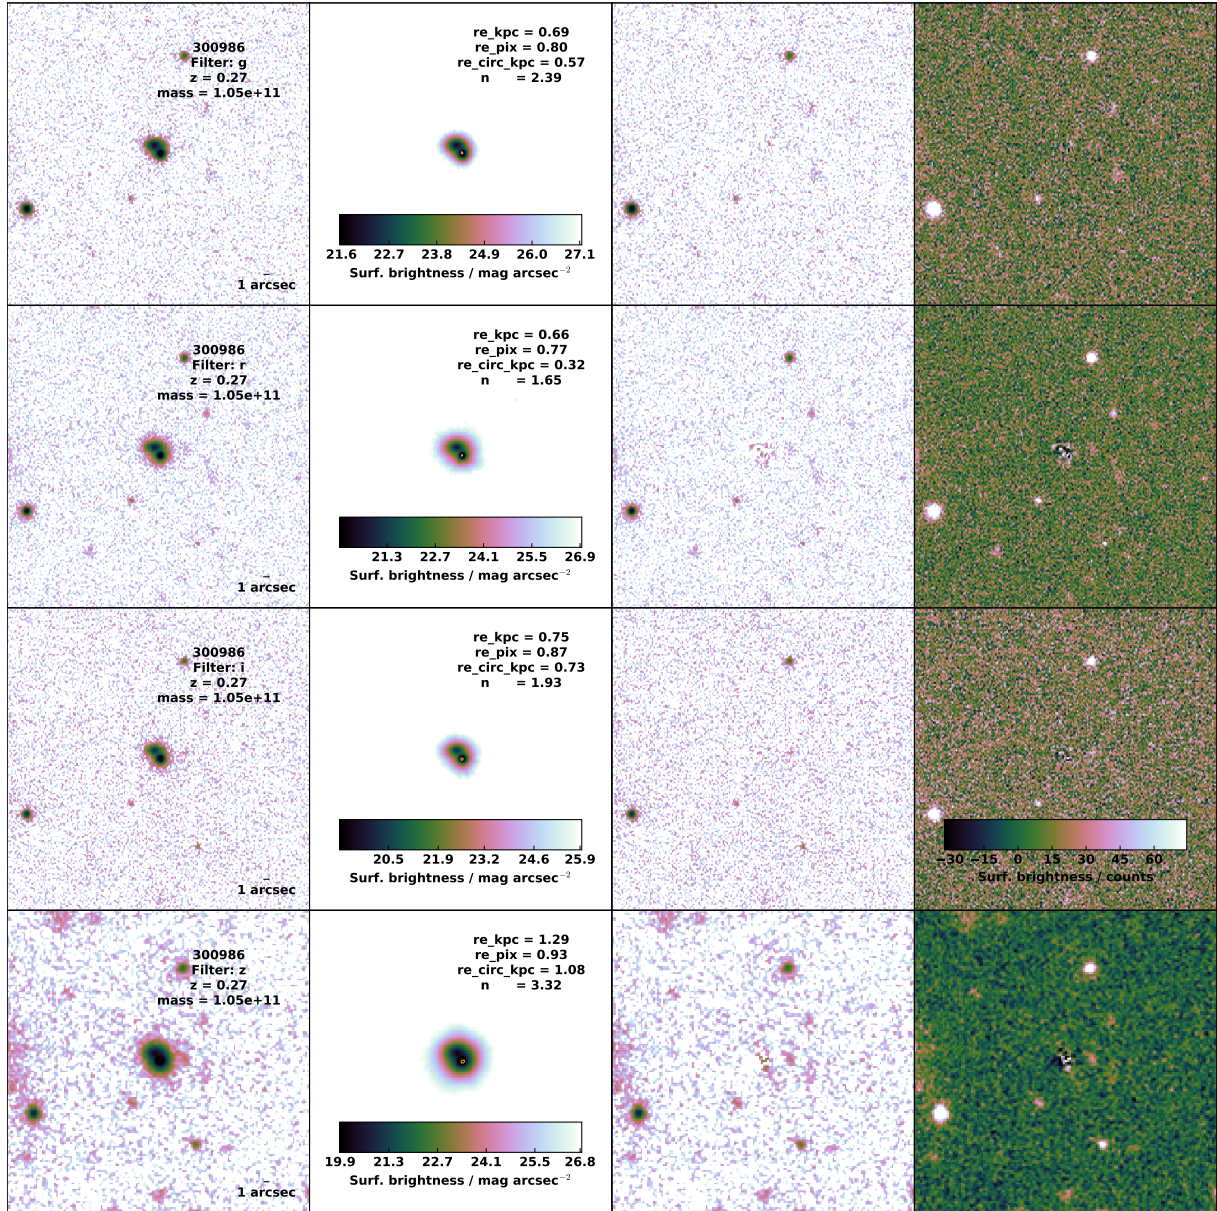 300986
Filter: g
z = 0.27
mass = 1.05e+11
1 arcsec
re_kpc = 0.69
re_pix = 0.80
re_circ_kpc = 0.57
n = 2.39
21.6 22.7 23.8 24.9 26.0 27.1
Surf. brightness / mag arcsec⁻²
300986
Filter: r
z = 0.27
mass = 1.05e+11
1 arcsec
re_kpc = 0.66
re_pix = 0.77
re_circ_kpc = 0.32
n = 1.65
21.3 22.7 24.1 25.5 26.9
Surf. brightness / mag arcsec⁻²
300986
Filter: i
z = 0.27
mass = 1.05e+11
1 arcsec
re_kpc = 0.75
re_pix = 0.87
re_circ_kpc = 0.73
n = 1.93
20.5 21.9 23.2 24.6 25.9
Surf. brightness / mag arcsec⁻²
−30 −15 0 15 30 45 60
Surf. brightness / counts
300986
Filter: z
z = 0.27
mass = 1.05e+11
1 arcsec
re_kpc = 1.29
re_pix = 0.93
re_circ_kpc = 1.08
n = 3.32
19.9 21.3 22.7 24.1 25.5 26.8
Surf. brightness / mag arcsec⁻²